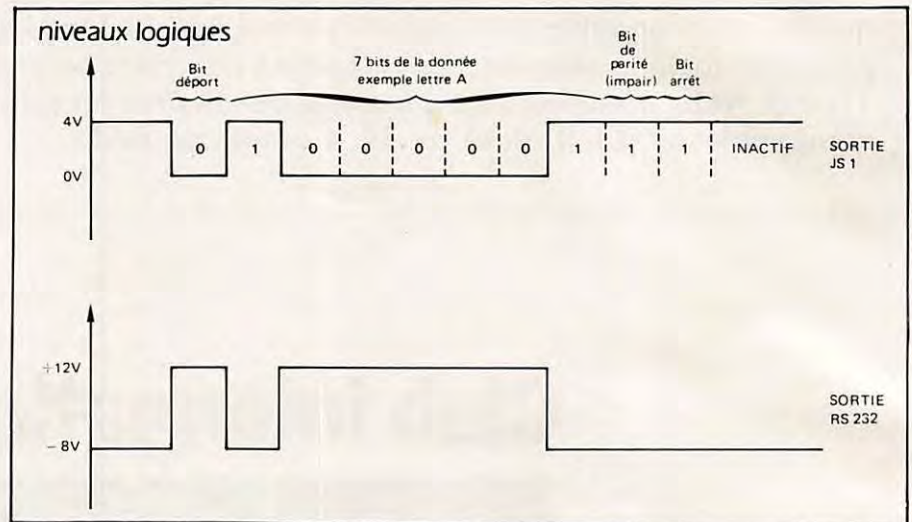 niveaux logiques
Bit
départ
7 bits de la donnée
exemple lettre A
Bit
de
parité
(impair)
Bit
arrêt
4V
0V
0 1 0 0 0 0 0 1 1 1 INACTIF
SORTIE
JS 1
+12V
-8V
SORTIE
RS 232